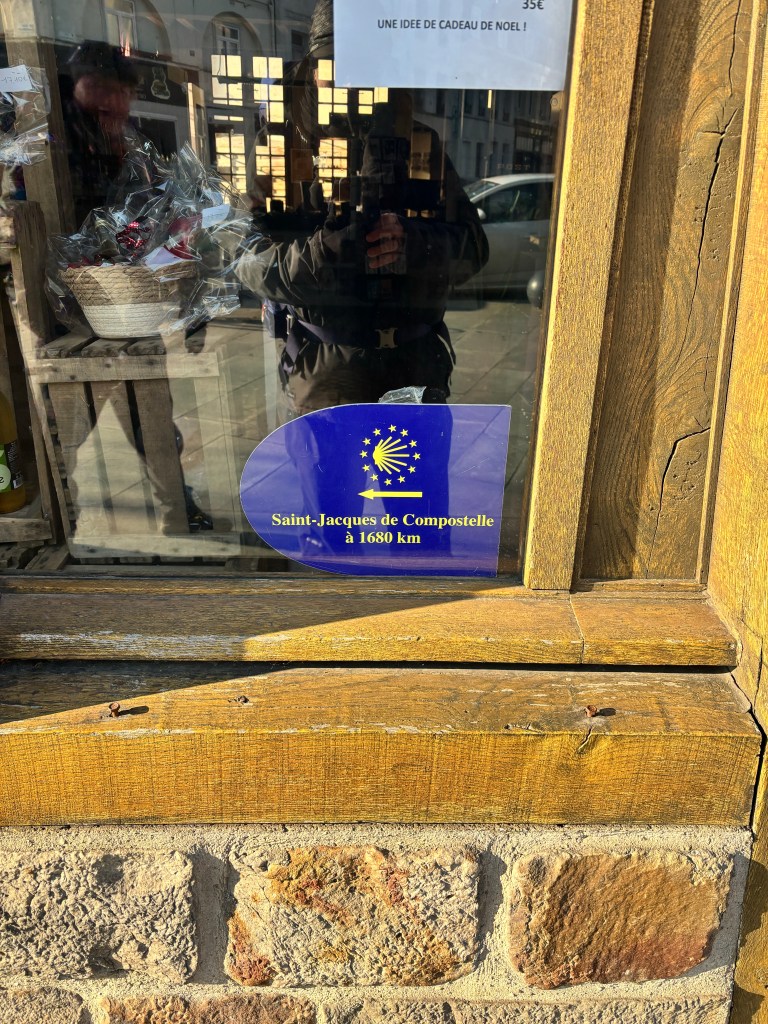 35€
UNE IDEE DE CADEAU DE NOEL !
Saint-Jacques de Compostelle
à 1680 km